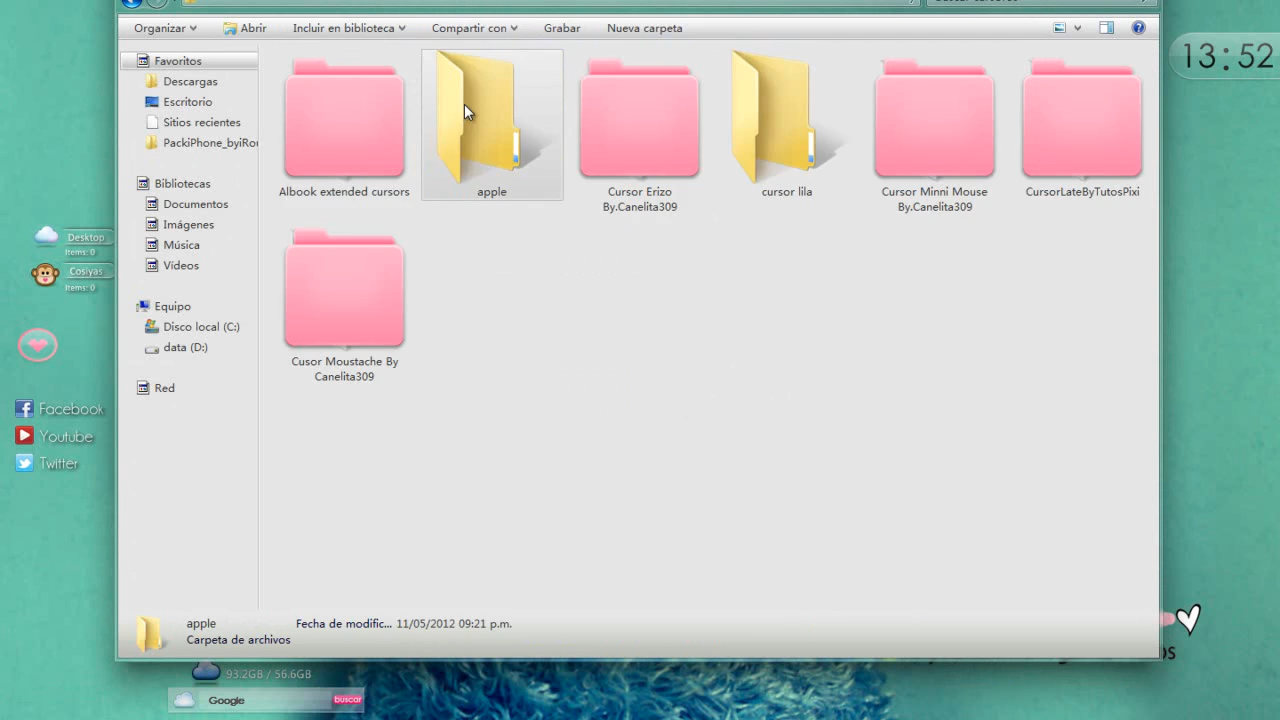 Organizar
Abrir
Incluir en biblioteca
Compartir con
Grabar
Nueva carpeta
13:52
Favoritos
Descargas
Escritorio
Sitios recientes
PackiPhone_byiRo
Bibliotecas
Documentos
Imágenes
Música
Vídeos
Equipo
Disco local (C:)
data (D:)
Red
Albook extended cursors
apple
Cursor Erizo
By.Canelita309
cursor lila
Cursor Minni Mouse
By.Canelita309
CursorLateByTutosPixi
Cusor Moustache By
Canelita309
Desktop
Items: 0
Cosiyas
Items: 0
Facebook
Youtube
Twitter
apple
Fecha de modific... 11/05/2012 09:21 p.m.
Carpeta de archivos
93.2GB / 56.6GB
Google
buscar